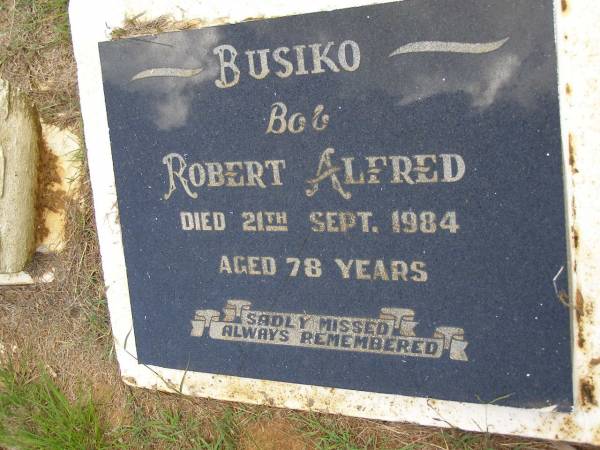 BUSIKO
Bob
ROBERT ALFRED
DIED 21TH SEPT. 1984
AGED 78 YEARS
SADLY MISSED
ALWAYS REMEMBERED